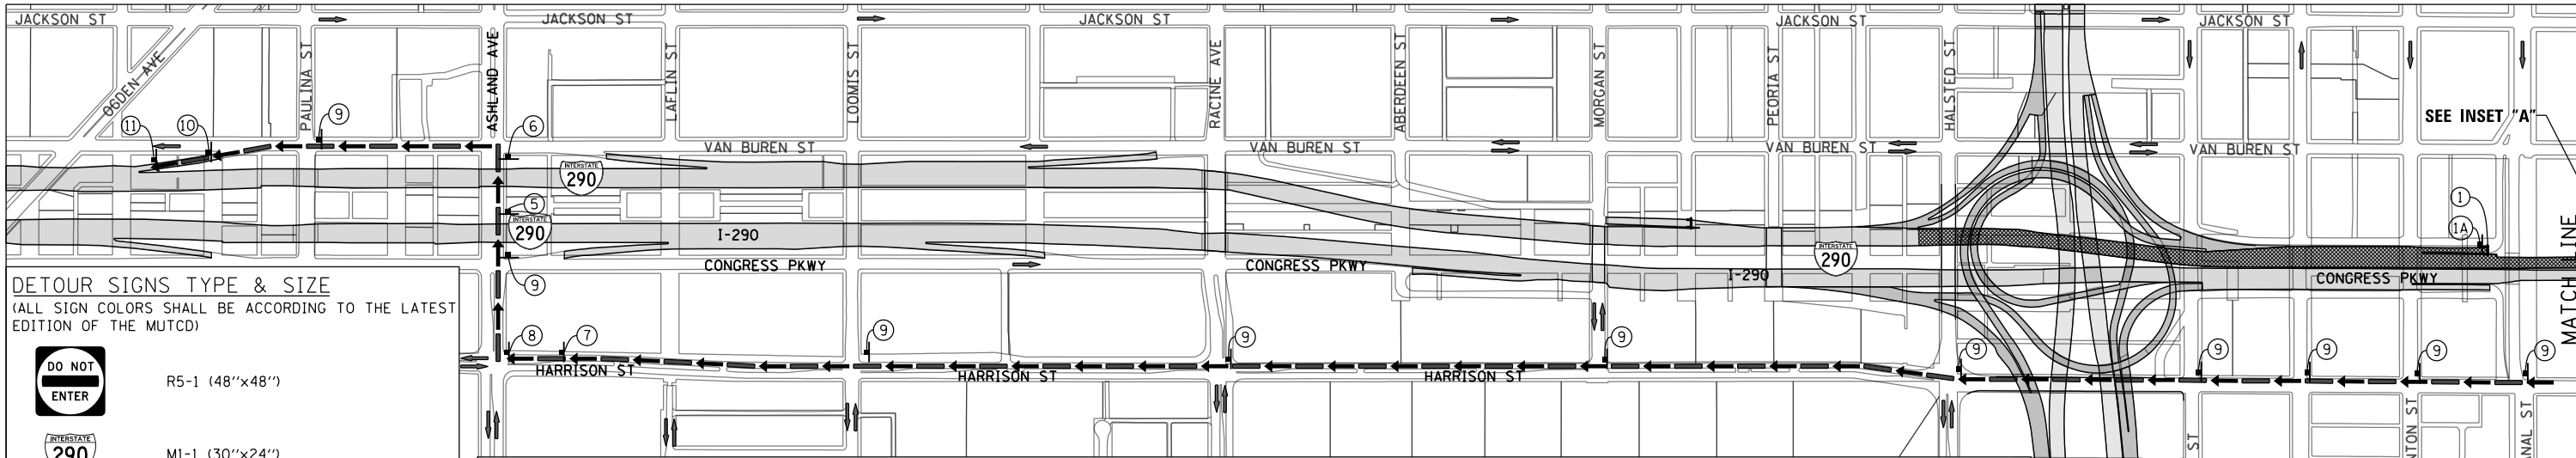 JACKSON ST
JACKSON ST
JACKSON ST
JACKSON ST
JACKSON ST
OGDEN AVE
PAULINA ST
ASHLAND AVE
LAFLIN ST
LOOMIS ST
RACINE AVE
ABERDEEN ST
MORGAN ST
PEORIA ST
HALSTED ST
SEE INSET "A"
11
10
9
6
VAN BUREN ST
VAN BUREN ST
VAN BUREN ST
VAN BUREN ST
INTERSTATE
290
5
INTERSTATE
290
I-290
1
1A
INTERSTATE
290
I-290
CONGRESS PKWY
CONGRESS PKWY
CONGRESS PKWY
MATCH LINE
9
DETOUR SIGNS TYPE & SIZE
(ALL SIGN COLORS SHALL BE ACCORDING TO THE LATEST
EDITION OF THE MUTCD)
8
7
9
9
9
9
9
9
9
9
HARRISON ST
HARRISON ST
HARRISON ST
DO NOT
ENTER
R5-1 (48''x48'')
INTERSTATE
290
M1-1 (30''x24'')
ST
NTON ST
NAL ST